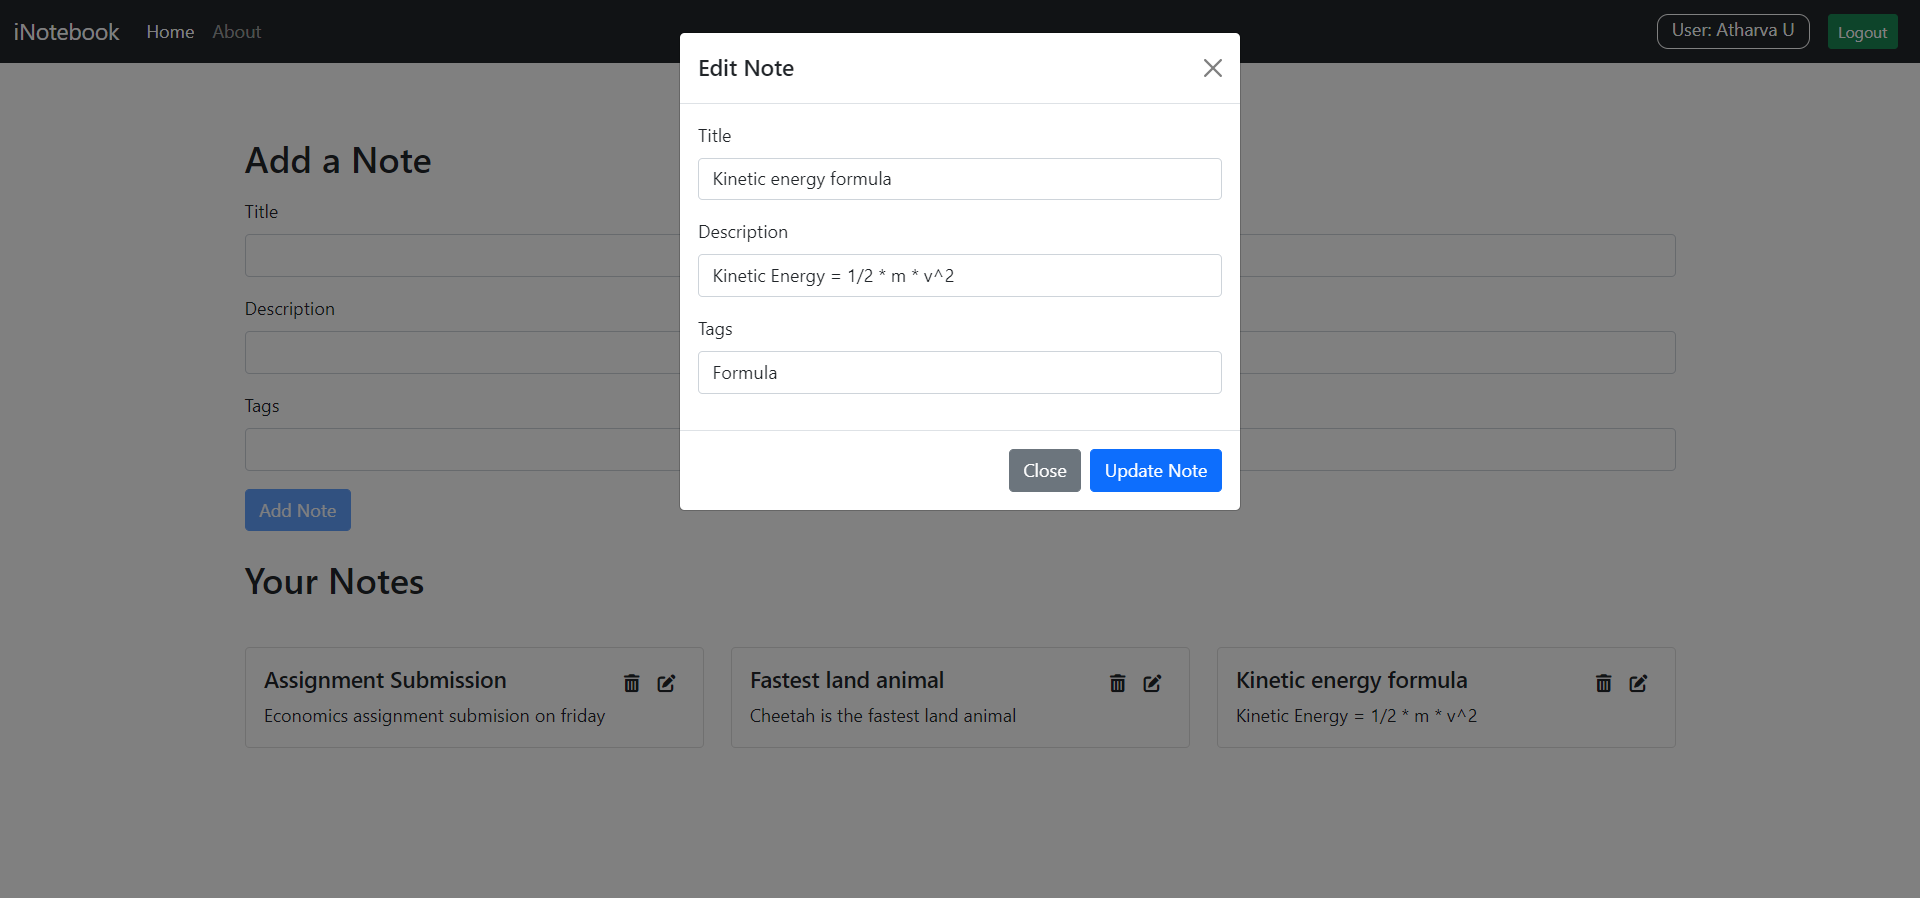 iNotebook Home About User: Atharva U Logout
Edit Note
Title
Kinetic energy formula
Description
Kinetic Energy = 1/2 * m * v^2
Tags
Formula
Close Update Note
Add a Note
Title
Description
Tags
Add Note
Your Notes
Assignment Submission
Economics assignment submision on friday
Fastest land animal
Cheetah is the fastest land animal
Kinetic energy formula
Kinetic Energy = 1/2 * m * v^2